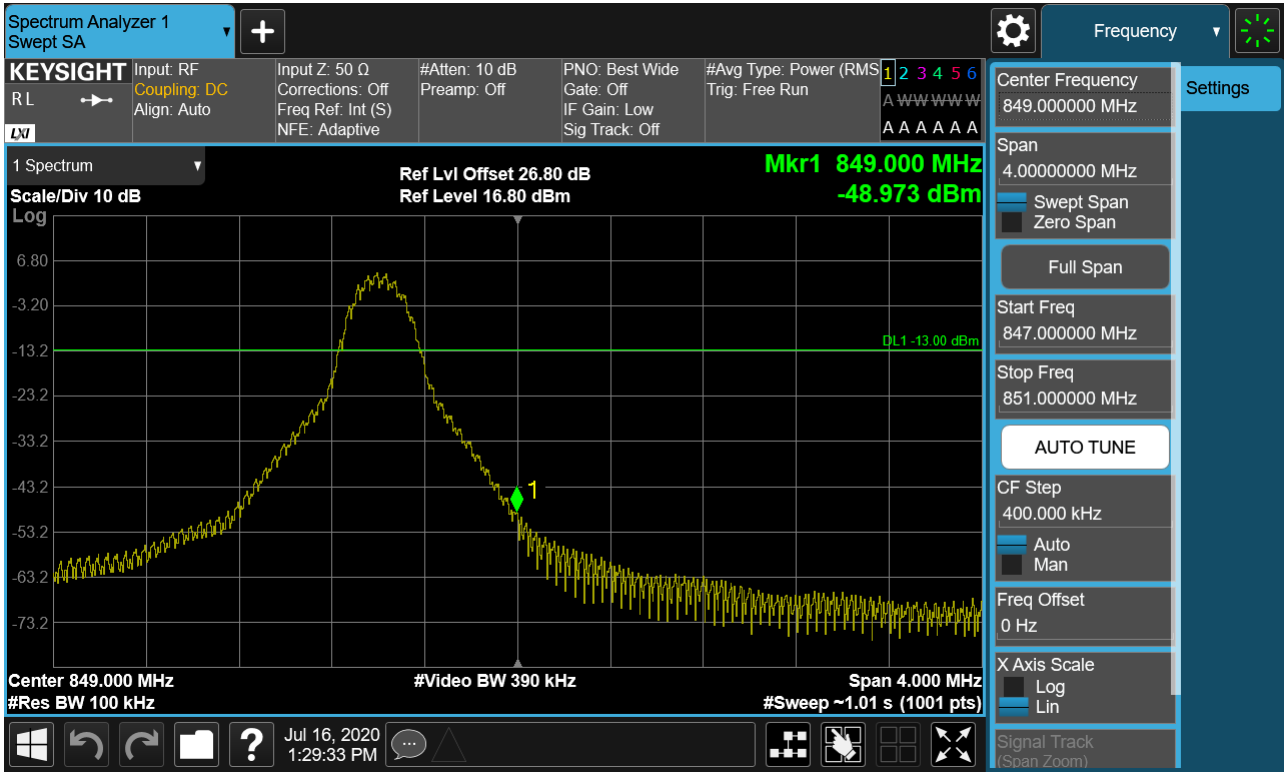 Spectrum Analyzer 1
Swept SA
+
Frequency
KEYSIGHT
R L
LXI
Input: RF
Coupling: DC
Align: Auto
Input Z: 50 Ω
Corrections: Off
Freq Ref: Int (S)
NFE: Adaptive
#Atten: 10 dB
Preamp: Off
PNO: Best Wide
Gate: Off
IF Gain: Low
Sig Track: Off
#Avg Type: Power (RMS
Trig: Free Run
1 2 3 4 5 6
A W W W W W
A A A A A A
1 Spectrum
Scale/Div 10 dB
Log
Ref Lvl Offset 26.80 dB
Ref Level 16.80 dBm
Mkr1 849.000 MHz
-48.973 dBm
6.80
-3.20
-13.2
-23.2
-33.2
-43.2
-53.2
-63.2
-73.2
DL1 -13.00 dBm
1
Center 849.000 MHz
#Res BW 100 kHz
#Video BW 390 kHz
Span 4.000 MHz
#Sweep ~1.01 s (1001 pts)
Center Frequency
849.000000 MHz
Span
4.00000000 MHz
Swept Span
Zero Span
Full Span
Start Freq
847.000000 MHz
Stop Freq
851.000000 MHz
AUTO TUNE
CF Step
400.000 kHz
Auto
Man
Freq Offset
0 Hz
X Axis Scale
Log
Lin
Signal Track
(Span Zoom)
Settings
?
Jul 16, 2020
1:29:33 PM